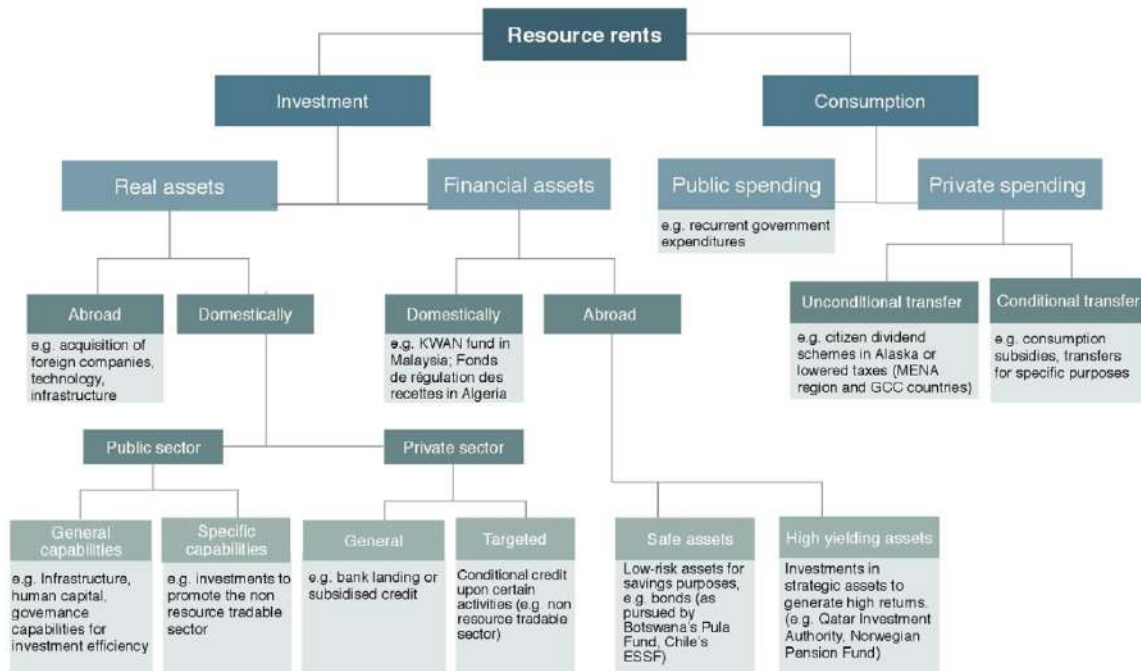 Resource rents
Investment
Consumption
Real assets
Financial assets
Public spending
Private spending
e.g. recurrent government
expenditures
Abroad
Domestically
Domestically
Abroad
Unconditional transfer
Conditional transfer
e.g. acquisition of
foreign companies,
technology,
infrastructure
e.g. KWAN fund in
Malaysia; Fonds
de régulation des
recettes in Algeria
e.g. citizen dividend
schemes in Alaska or
lowered taxes (MENA
region and GCC countries)
e.g. consumption
subsidies, transfers
for specific purposes
Public sector
Private sector
General
capabilities
Specific
capabilities
General
Targeted
Safe assets
High yielding assets
e.g. Infrastructure,
human capital,
governance
capabilities for
investment efficiency
e.g. investments to
promote the non
resource tradable
sector
e.g. bank landing or
subsidised credit
Conditional credit
upon certain
activities (e.g. non
resource tradable
sector)
Low-risk assets for
savings purposes,
e.g. bonds (as
pursued by
Botswana's Pula
Fund, Chile's
ESSF)
Investments in
strategic assets to
generate high returns.
(e.g. Qatar Investment
Authority, Norwegian
Pension Fund)